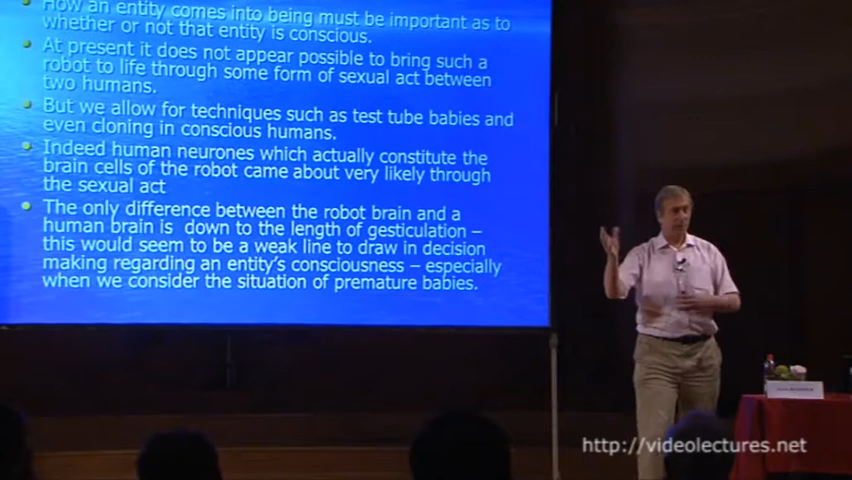 How an entity comes into being must be important as to
whether or not that entity is conscious.
At present it does not appear possible to bring such a
robot to life through some form of sexual act between
two humans.
But we allow for techniques such as test tube babies and
even cloning in conscious humans.
Indeed human neurones which actually constitute the
brain cells of the robot came about very likely through
the sexual act
The only difference between the robot brain and a
human brain is down to the length of gesticulation –
this would seem to be a weak line to draw in decision
making regarding an entity's consciousness – especially
when we consider the situation of premature babies.
http://videolectures.net